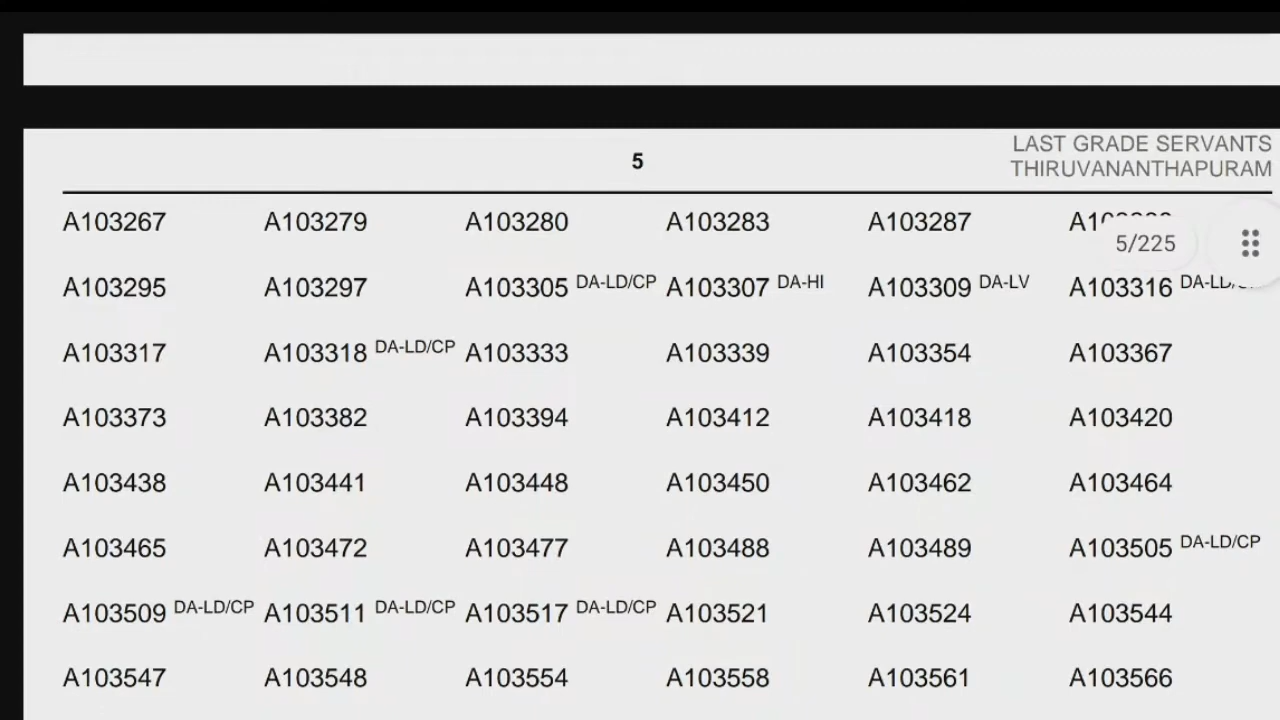 5
LAST GRADE SERVANTS
THIRUVANANTHAPURAM
A103267 A103279 A103280 A103283 A103287
5/225
A103295 A103297 A103305 DA-LD/CP A103307 DA-HI A103309 DA-LV A103316
A103317 A103318 DA-LD/CP A103333 A103339 A103354 A103367
A103373 A103382 A103394 A103412 A103418 A103420
A103438 A103441 A103448 A103450 A103462 A103464
A103465 A103472 A103477 A103488 A103489 A103505 DA-LD/CP
A103509 DA-LD/CP A103511 DA-LD/CP A103517 DA-LD/CP A103521 A103524 A103544
A103547 A103548 A103554 A103558 A103561 A103566